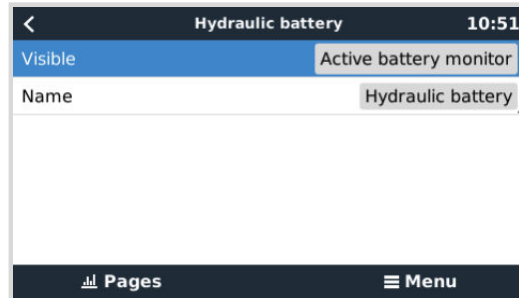 Hydraulic battery 10:51
Visible Active battery monitor
Name Hydraulic battery
Pages Menu